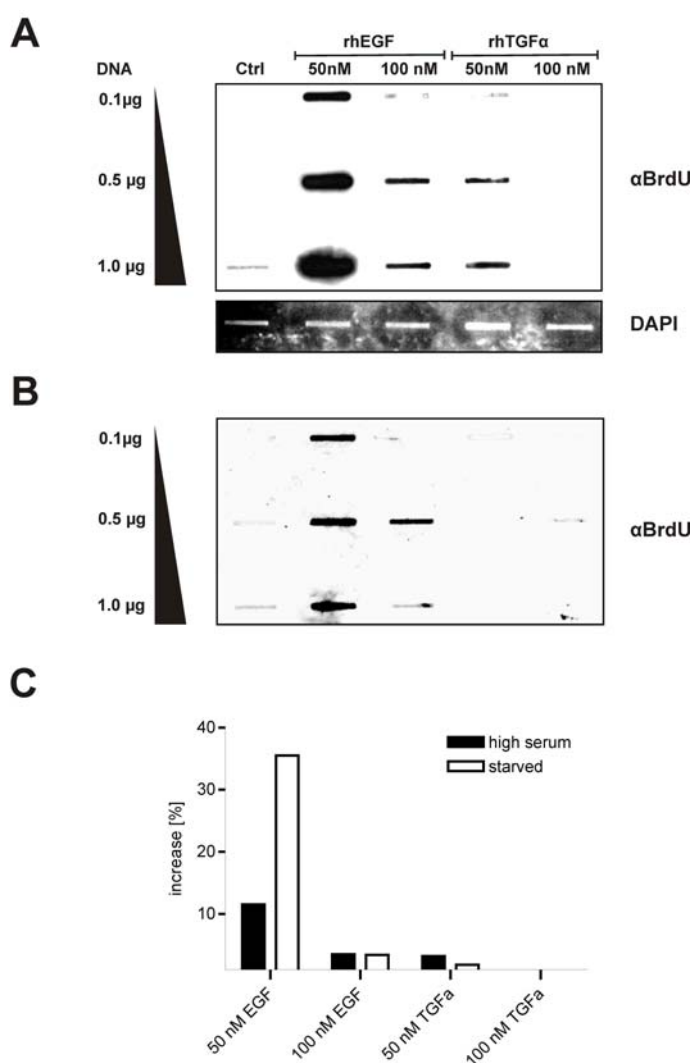 A
rhEGF rhTGFα
DNA Ctrl 50nM 100 nM 50nM 100 nM
0.1µg
0.5 µg
αBrdU
1.0 µg
DAPI
B
0.1µg
0.5 µg
αBrdU
1.0 µg
C
40
30
20
10
increase [%]
high serum
starved
50 nM EGF
100 nM EGF
50 nM TGFa
100 nM TGFa